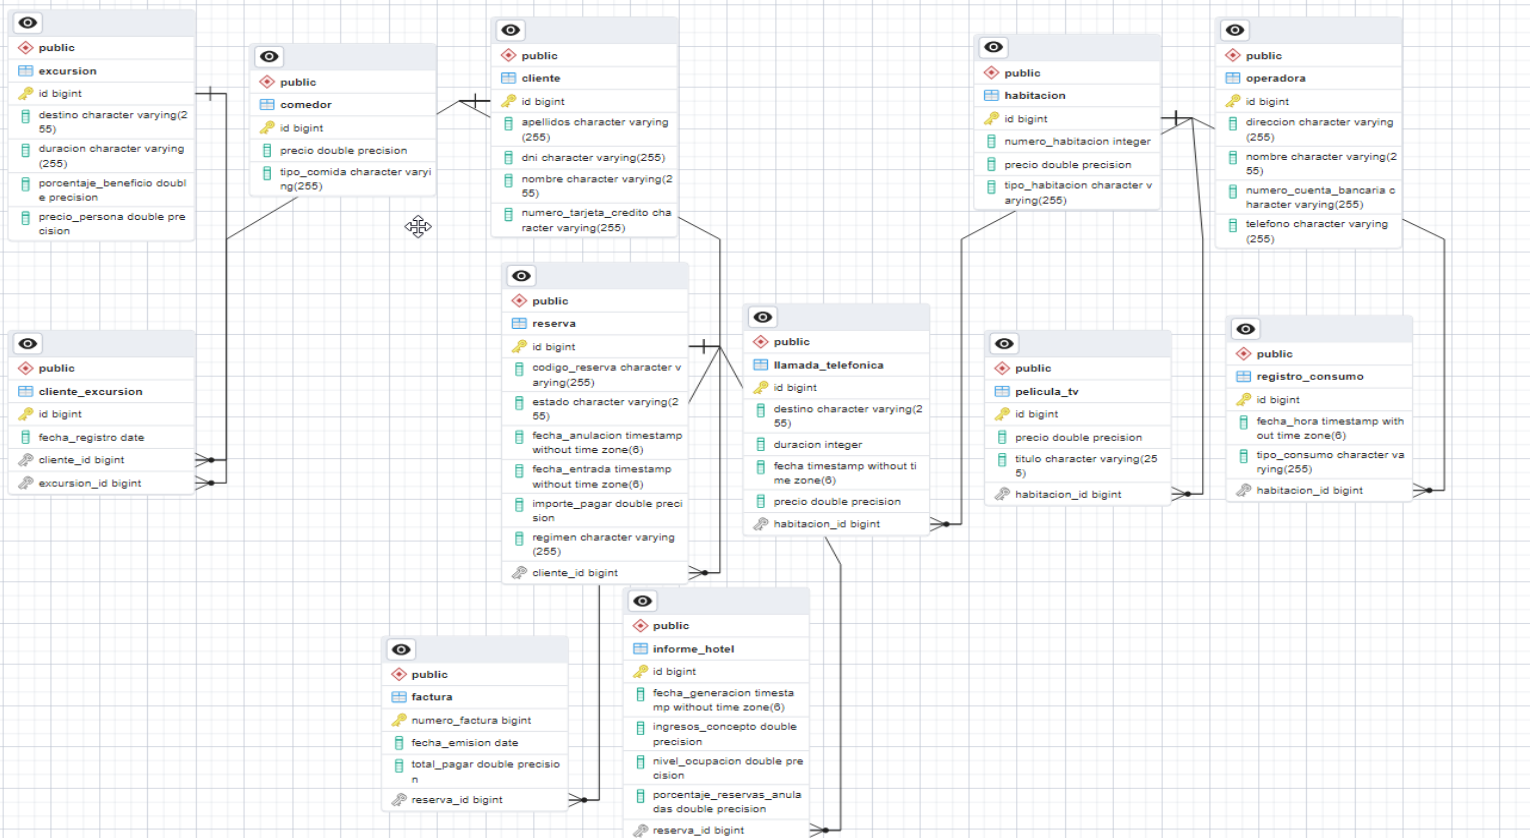 public
excursion
id bigint
destino character varying(2
55)
duracion character varying
(255)
porcentaje_beneficio doubl
e precision
precio_persona double pre
cision
public
comedor
id bigint
precio double precision
tipo_comida character varyi
ng(255)
public
cliente
id bigint
apellidos character varying
(255)
dni character varying(255)
nombre character varying(2
55)
numero_tarjeta_credito cha
racter varying(255)
public
habitacion
id bigint
numero_habitacion integer
precio double precision
tipo_habitacion character v
arying(255)
public
operadora
id bigint
direccion character varying
(255)
nombre character varying(2
55)
numero_cuenta_bancaria c
haracter varying(255)
telefono character varying
(255)
public
cliente_excursion
id bigint
fecha_registro date
cliente_id bigint
excursion_id bigint
public
reserva
id bigint
codigo_reserva character v
arying(255)
estado character varying(2
55)
fecha_anulacion timestamp
without time zone(6)
fecha_entrada timestamp
without time zone(6)
importe_pagar double preci
sion
regimen character varying
(255)
cliente_id bigint
public
llamada_telefonica
id bigint
destino character varying(2
55)
duracion integer
fecha timestamp without ti
me zone(6)
precio double precision
habitacion_id bigint
public
pelicula_tv
id bigint
precio double precision
titulo character varying(25
5)
habitacion_id bigint
public
registro_consumo
id bigint
fecha_hora timestamp with
out time zone(6)
tipo_consumo character va
rying(255)
habitacion_id bigint
public
factura
numero_factura bigint
fecha_emision date
total_pagar double precisio
n
reserva_id bigint
public
informe_hotel
id bigint
fecha_generacion timesta
mp without time zone(6)
ingresos_concepto double
precision
nivel_ocupacion double pre
cision
porcentaje_reservas_anula
das double precision
reserva_id bigint